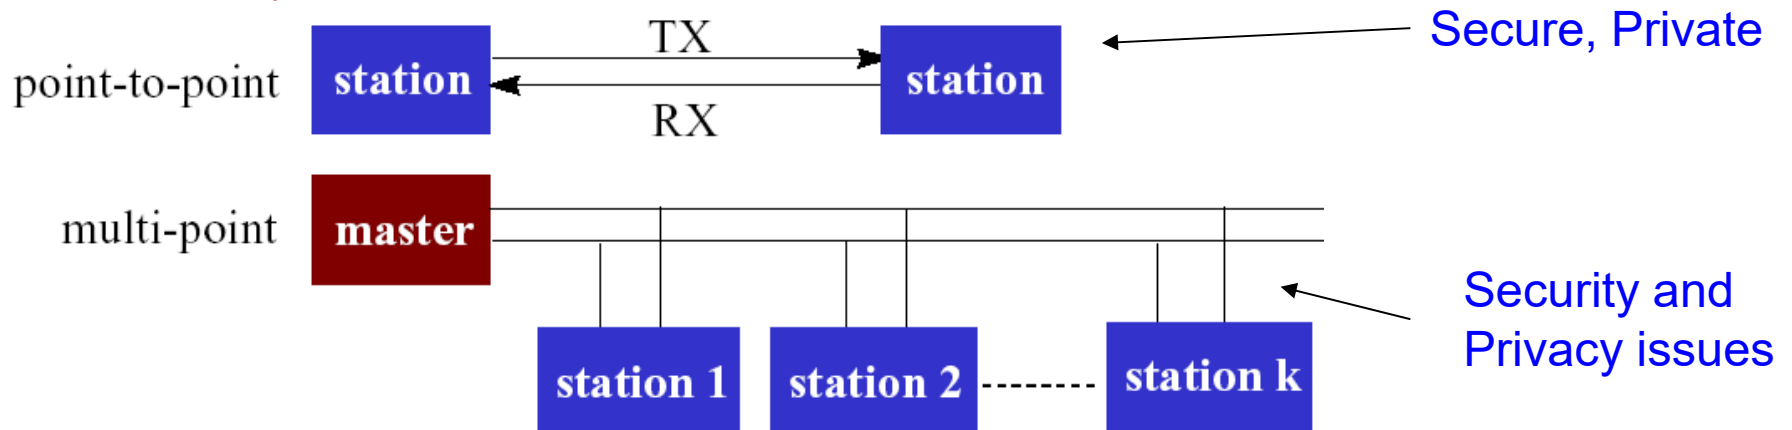 TX
Secure, Private
point-to-point
station
station
RX
multi-point
master
Security and
Privacy issues
station 1
station 2
station k